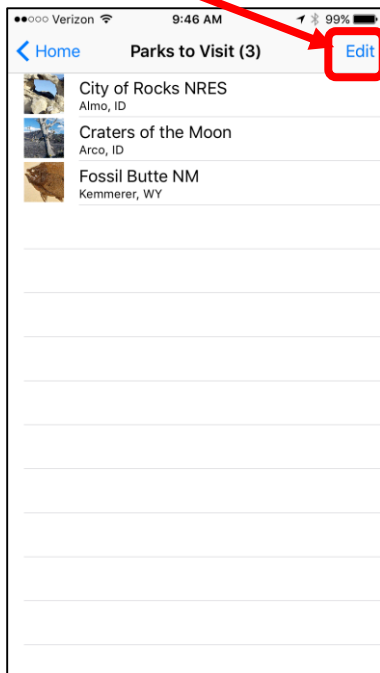 ●●○○○ Verizon 9:46 AM 99%
Home Parks to Visit (3) Edit
City of Rocks NRES
Almo, ID
Craters of the Moon
Arco, ID
Fossil Butte NM
Kemmerer, WY